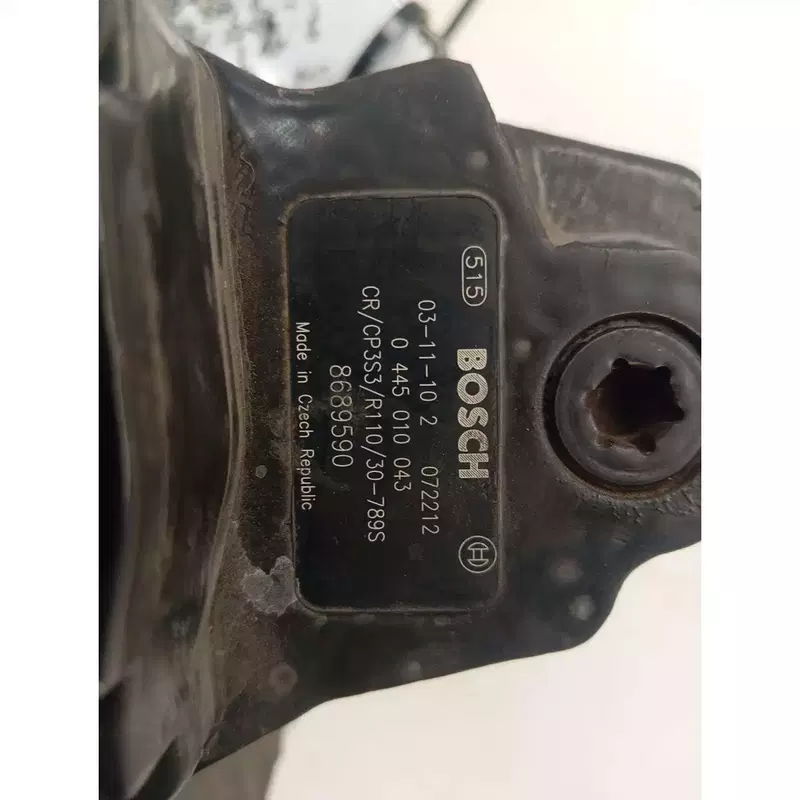 515 BOSCH
03-11-10 2 072212
0 445 010 043
CR/CP3S3/R110/30-789S
8689590
Made in Czech Republic